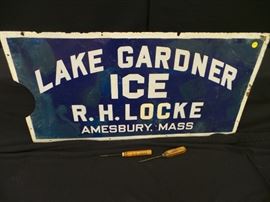 LAKE GARDNER
ICE
R.H. LOCKE
AMESBURY, MASS